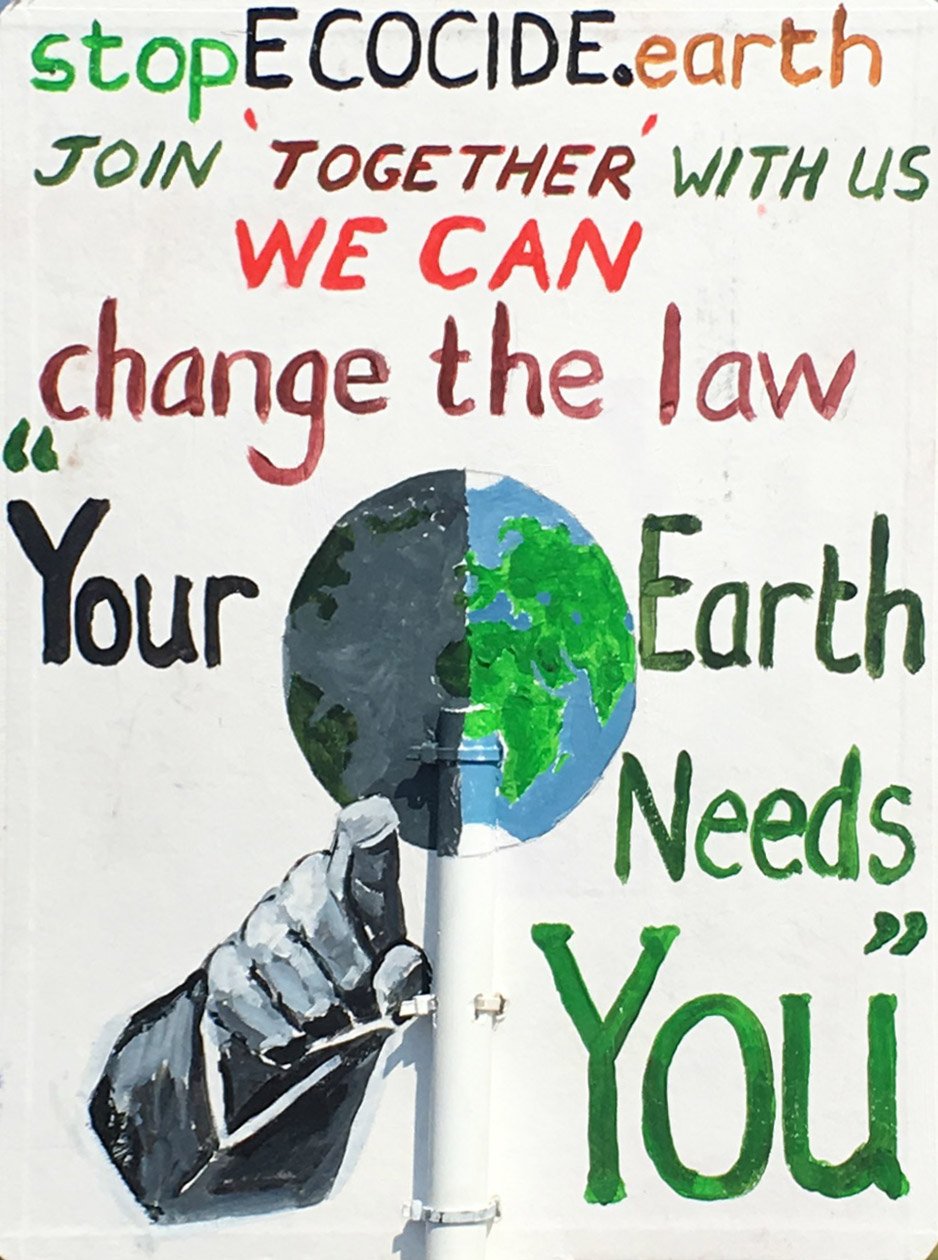 stopECOCIDE.earth
JOIN 'TOGETHER' WITH US
WE CAN
change the law
"Your Earth
Needs
You"